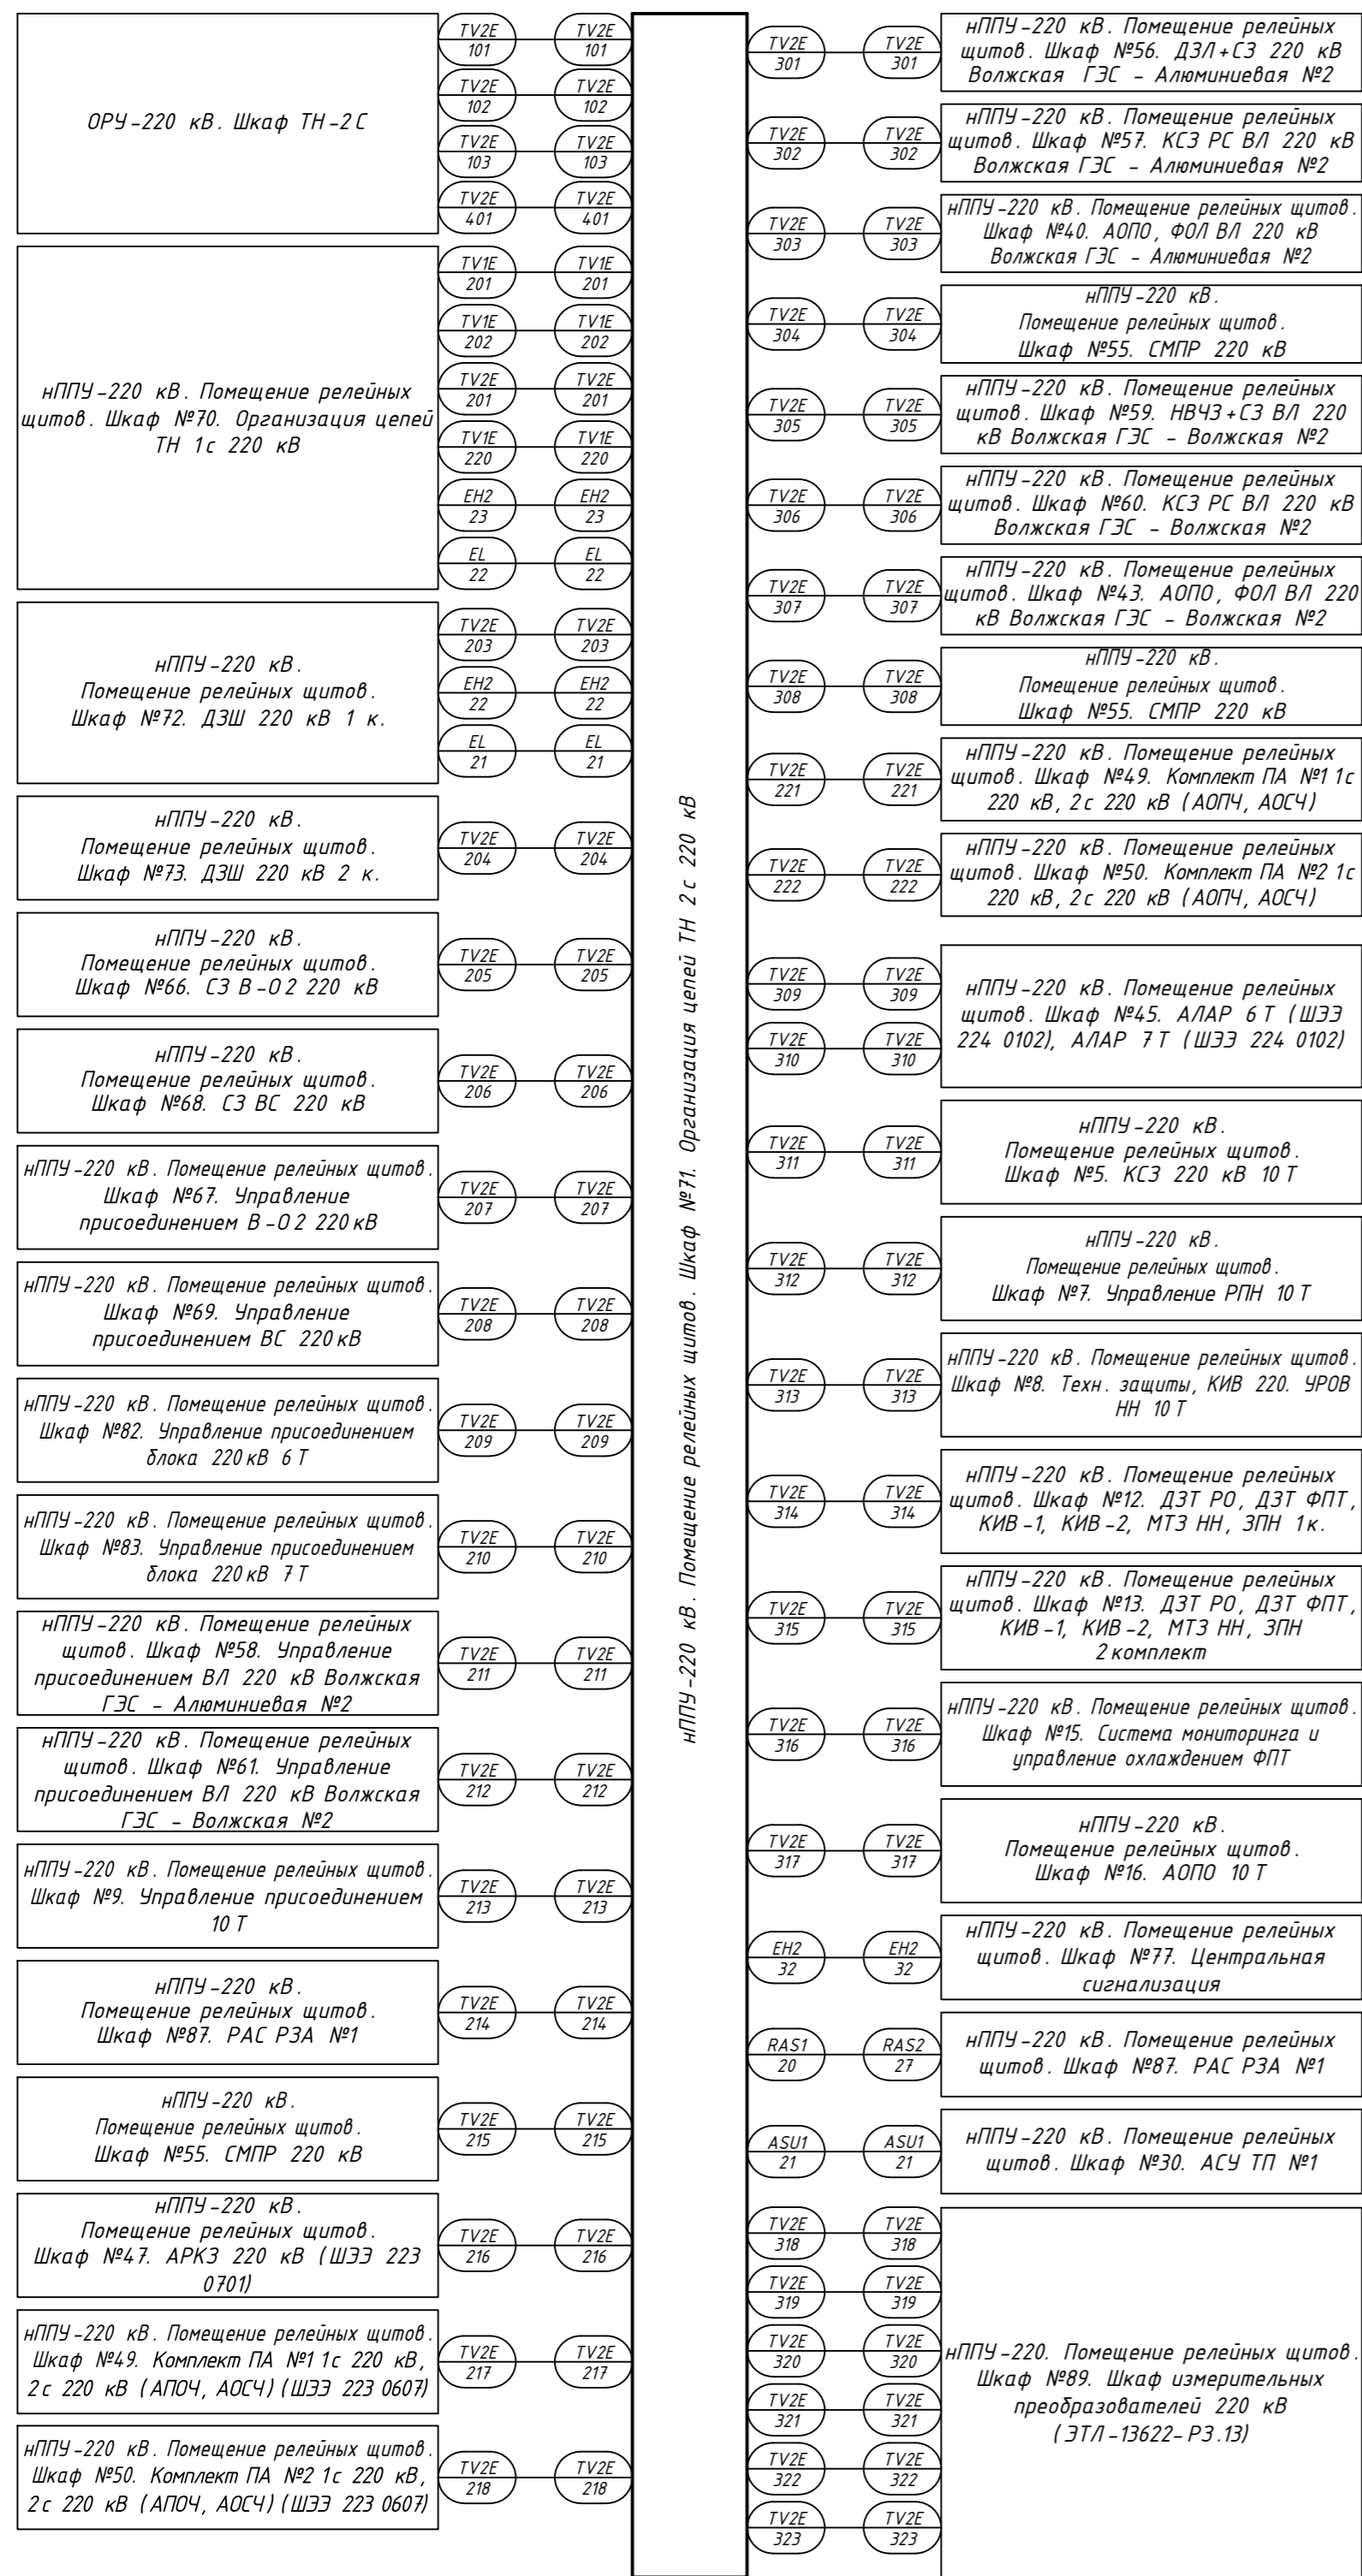 ОРУ-220 кВ. Шкаф ТН-2С
TV2E TV2E
101 101
TV2E TV2E
102 102
TV2E TV2E
103 103
TV2E TV2E
401 401
нППУ-220 кВ. Помещение релейных
щитов. Шкаф №70. Организация цепей
ТН 1с 220 кВ
TV1E TV1E
201 201
TV1E TV1E
202 202
TV2E TV2E
201 201
TV1E TV1E
220 220
EH2 EH2
23 23
EL EL
22 22
нППУ-220 кВ.
Помещение релейных щитов.
Шкаф №72. ДЗШ 220 кВ 1 к.
TV2E TV2E
203 203
EH2 EH2
22 22
EL EL
21 21
нППУ-220 кВ.
Помещение релейных щитов.
Шкаф №73. ДЗШ 220 кВ 2 к.
TV2E TV2E
204 204
нППУ-220 кВ.
Помещение релейных щитов.
Шкаф №66. СЗ В-О2 220 кВ
TV2E TV2E
205 205
нППУ-220 кВ.
Помещение релейных щитов.
Шкаф №68. СЗ ВС 220 кВ
TV2E TV2E
206 206
нППУ-220 кВ. Помещение релейных щитов.
Шкаф №67. Управление
присоединением В-О2 220кВ
TV2E TV2E
207 207
нППУ-220 кВ. Помещение релейных щитов.
Шкаф №69. Управление
присоединением ВС 220кВ
TV2E TV2E
208 208
нППУ-220 кВ. Помещение релейных щитов.
Шкаф №82. Управление присоединением
блока 220кВ 6Т
TV2E TV2E
209 209
нППУ-220 кВ. Помещение релейных щитов.
Шкаф №83. Управление присоединением
блока 220кВ 7Т
TV2E TV2E
210 210
нППУ-220 кВ. Помещение релейных
щитов. Шкаф №58. Управление
присоединением ВЛ 220 кВ Волжская
ГЭС - Алюминиевая №2
TV2E TV2E
211 211
нППУ-220 кВ. Помещение релейных
щитов. Шкаф №61. Управление
присоединением ВЛ 220 кВ Волжская
ГЭС - Волжская №2
TV2E TV2E
212 212
нППУ-220 кВ. Помещение релейных щитов.
Шкаф №9. Управление присоединением
10Т
TV2E TV2E
213 213
нППУ-220 кВ.
Помещение релейных щитов.
Шкаф №87. РАС РЗА №1
TV2E TV2E
214 214
нППУ-220 кВ.
Помещение релейных щитов.
Шкаф №55. СМПР 220 кВ
TV2E TV2E
215 215
нППУ-220 кВ.
Помещение релейных щитов.
Шкаф №47. АРКЗ 220 кВ (ШЭЭ 223
0701)
TV2E TV2E
216 216
нППУ-220 кВ. Помещение релейных щитов.
Шкаф №49. Комплект ПА №1 1с 220 кВ,
2с 220 кВ (АПОЧ, АОСЧ)(ШЭЭ 223 0607)
TV2E TV2E
217 217
нППУ-220 кВ. Помещение релейных щитов.
Шкаф №50. Комплект ПА №2 1с 220 кВ,
2с 220 кВ (АПОЧ, АОСЧ)(ШЭЭ 223 0607)
TV2E TV2E
218 218
нППУ-220 кВ. Помещение релейных щитов. Шкаф №71. Организация цепей ТН 2с 220 кВ
TV2E TV2E
301 301
нППУ-220 кВ. Помещение релейных
щитов. Шкаф №56. ДЗЛ+СЗ 220 кВ
Волжская ГЭС - Алюминиевая №2
TV2E TV2E
302 302
нППУ-220 кВ. Помещение релейных
щитов. Шкаф №57. КСЗ РС ВЛ 220 кВ
Волжская ГЭС - Алюминиевая №2
TV2E TV2E
303 303
нППУ-220 кВ. Помещение релейных щитов.
Шкаф №40. АОПО, ФОЛ ВЛ 220 кВ
Волжская ГЭС - Алюминиевая №2
TV2E TV2E
304 304
нППУ-220 кВ.
Помещение релейных щитов.
Шкаф №55. СМПР 220 кВ
TV2E TV2E
305 305
нППУ-220 кВ. Помещение релейных
щитов. Шкаф №59. НВЧЗ+СЗ ВЛ 220
кВ Волжская ГЭС - Волжская №2
TV2E TV2E
306 306
нППУ-220 кВ. Помещение релейных
щитов. Шкаф №60. КСЗ РС ВЛ 220 кВ
Волжская ГЭС - Волжская №2
TV2E TV2E
307 307
нППУ-220 кВ. Помещение релейных
щитов. Шкаф №43. АОПО, ФОЛ ВЛ 220
кВ Волжская ГЭС - Волжская №2
TV2E TV2E
308 308
нППУ-220 кВ.
Помещение релейных щитов.
Шкаф №55. СМПР 220 кВ
TV2E TV2E
221 221
нППУ-220 кВ. Помещение релейных
щитов. Шкаф №49. Комплект ПА №1 1с
220 кВ, 2с 220 кВ (АОПЧ, АОСЧ)
TV2E TV2E
222 222
нППУ-220 кВ. Помещение релейных
щитов. Шкаф №50. Комплект ПА №2 1с
220 кВ, 2с 220 кВ (АОПЧ, АОСЧ)
TV2E TV2E
309 309
TV2E TV2E
310 310
нППУ-220 кВ. Помещение релейных
щитов. Шкаф №45. АЛАР 6Т (ШЭЭ
224 0102), АЛАР 7Т (ШЭЭ 224 0102)
TV2E TV2E
311 311
нППУ-220 кВ.
Помещение релейных щитов.
Шкаф №5. КСЗ 220 кВ 10Т
TV2E TV2E
312 312
нППУ-220 кВ.
Помещение релейных щитов.
Шкаф №7. Управление РПН 10Т
TV2E TV2E
313 313
нППУ-220 кВ. Помещение релейных щитов.
Шкаф №8. Техн. защиты, КИВ 220. УРОВ
НН 10Т
TV2E TV2E
314 314
нППУ-220 кВ. Помещение релейных
щитов. Шкаф №12. ДЗТ РО, ДЗТ ФПТ,
КИВ-1, КИВ-2, МТЗ НН, ЗПН 1к.
TV2E TV2E
315 315
нППУ-220 кВ. Помещение релейных
щитов. Шкаф №13. ДЗТ РО, ДЗТ ФПТ,
КИВ-1, КИВ-2, МТЗ НН, ЗПН
2комплект
TV2E TV2E
316 316
нППУ-220 кВ. Помещение релейных щитов.
Шкаф №15. Система мониторинга и
управление охлаждением ФПТ
TV2E TV2E
317 317
нППУ-220 кВ.
Помещение релейных щитов.
Шкаф №16. АОПО 10Т
EH2 EH2
32 32
нППУ-220 кВ. Помещение релейных
щитов. Шкаф №77. Центральная
сигнализация
RAS1 RAS2
20 27
нППУ-220 кВ. Помещение релейных
щитов. Шкаф №87. РАС РЗА №1
ASU1 ASU1
21 21
нППУ-220 кВ. Помещение релейных
щитов. Шкаф №30. АСУ ТП №1
TV2E TV2E
318 318
TV2E TV2E
319 319
TV2E TV2E
320 320
TV2E TV2E
321 321
TV2E TV2E
322 322
TV2E TV2E
323 323
нППУ-220. Помещение релейных щитов.
Шкаф №89. Шкаф измерительных
преобразователей 220 кВ
(ЭТЛ-13622-РЗ.13)